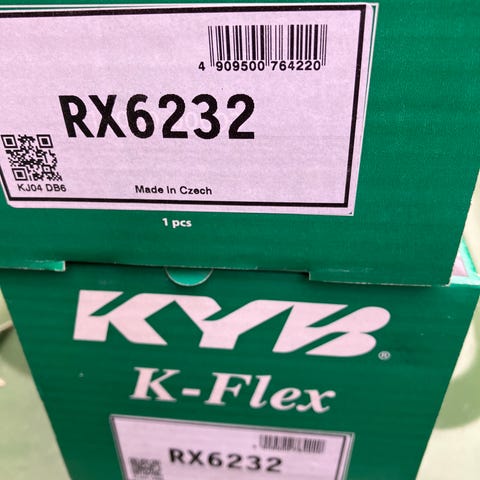 4 909500 764220
RX6232
KJ04 DB6
Made In Czech
1 pcs
KYB®
K-Flex
RX6232